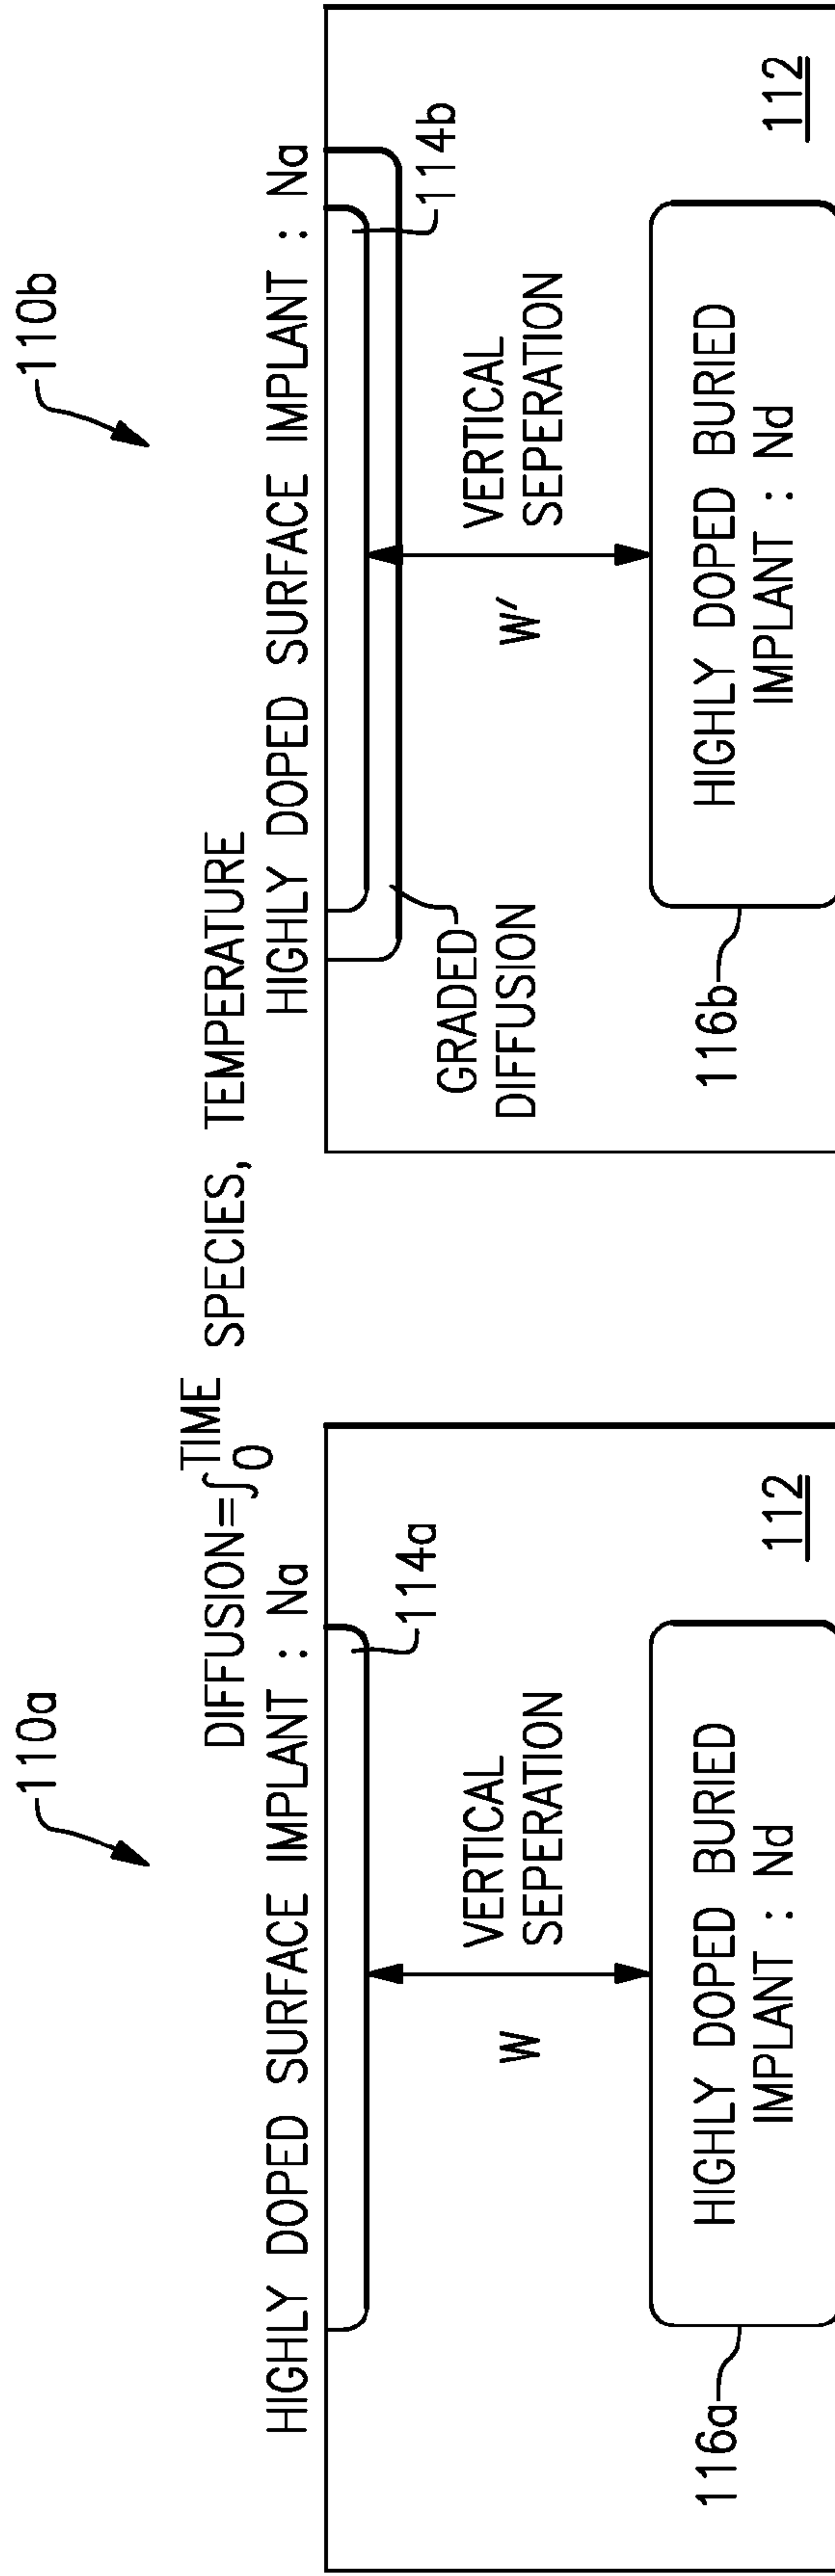 110a
DIFFUSION=∫₀TIME SPECIES, TEMPERATURE
HIGHLY DOPED SURFACE IMPLANT : Na
114a
VERTICAL
SEPERATION
W
HIGHLY DOPED BURIED
IMPLANT : Nd
116a
112
110b
HIGHLY DOPED SURFACE IMPLANT : Na
114b
GRADED
DIFFUSION
VERTICAL
SEPERATION
W'
HIGHLY DOPED BURIED
IMPLANT : Nd
116b
112